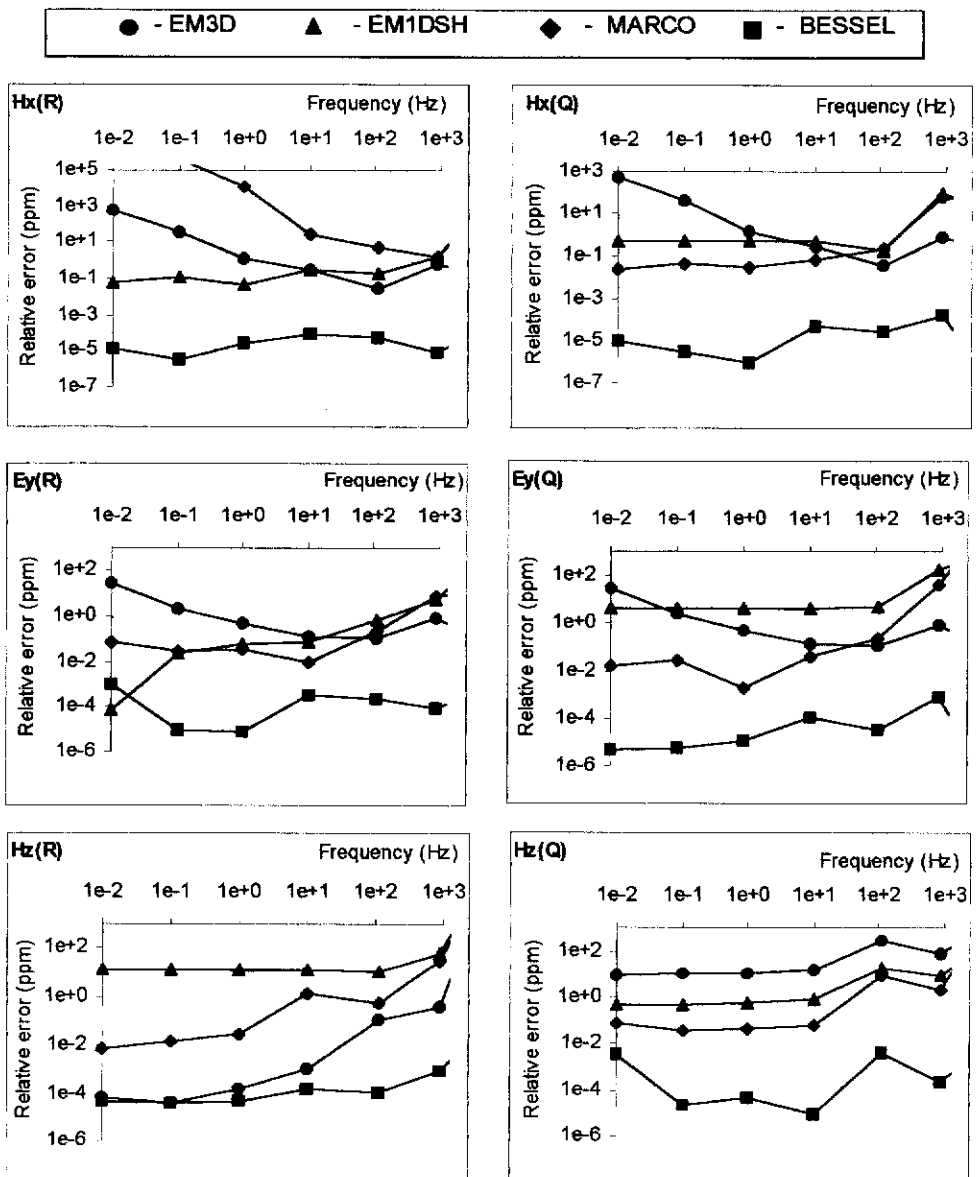 - EM3D - EM1DSH - MARCO - BESSEL
Hx(R) Frequency (Hz)
1e-2 1e-1 1e+0 1e+1 1e+2 1e+3
Relative error (ppm)
1e+5
1e+3
1e+1
1e-1
1e-3
1e-5
1e-7
Hx(Q) Frequency (Hz)
1e-2 1e-1 1e+0 1e+1 1e+2 1e+3
Relative error (ppm)
1e+3
1e+1
1e-1
1e-3
1e-5
1e-7
Ey(R) Frequency (Hz)
1e-2 1e-1 1e+0 1e+1 1e+2 1e+3
Relative error (ppm)
1e+2
1e+0
1e-2
1e-4
1e-6
Ey(Q) Frequency (Hz)
1e-2 1e-1 1e+0 1e+1 1e+2 1e+3
Relative error (ppm)
1e+2
1e+0
1e-2
1e-4
1e-6
Hz(R) Frequency (Hz)
1e-2 1e-1 1e+0 1e+1 1e+2 1e+3
Relative error (ppm)
1e+2
1e+0
1e-2
1e-4
1e-6
Hz(Q) Frequency (Hz)
1e-2 1e-1 1e+0 1e+1 1e+2 1e+3
Relative error (ppm)
1e+2
1e+0
1e-2
1e-4
1e-6